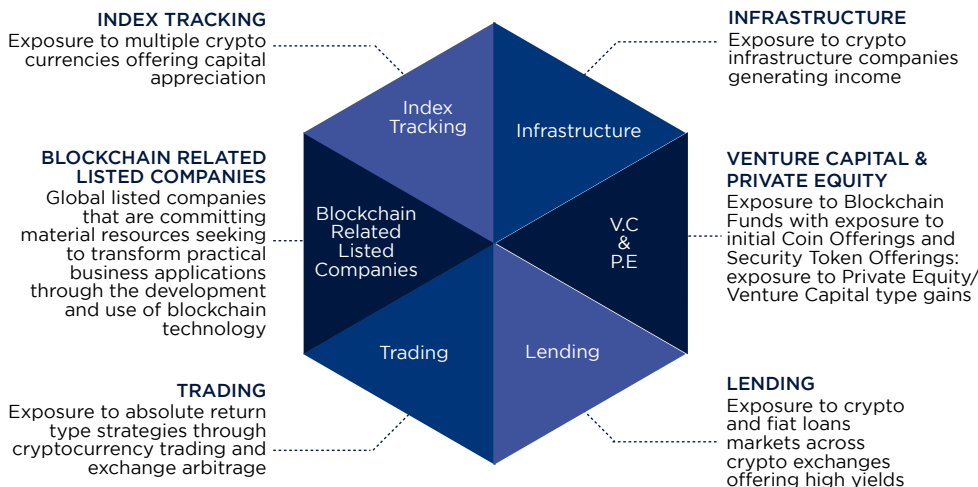 INDEX TRACKING
Exposure to multiple crypto
currencies offering capital
appreciation
BLOCKCHAIN RELATED
LISTED COMPANIES
Global listed companies
that are committing
material resources seeking
to transform practical
business applications
through the development
and use of blockchain
technology
TRADING
Exposure to absolute return
type strategies through
cryptocurrency trading and
exchange arbitrage
Index
Tracking
Infrastructure
Blockchain
Related
Listed
Companies
V.C
&
P.E
Trading
Lending
INFRASTRUCTURE
Exposure to crypto
infrastructure companies
generating income
VENTURE CAPITAL &
PRIVATE EQUITY
Exposure to Blockchain
Funds with exposure to
initial Coin Offerings and
Security Token Offerings:
exposure to Private Equity/
Venture Capital type gains
LENDING
Exposure to crypto
and fiat loans
markets across
crypto exchanges
offering high yields